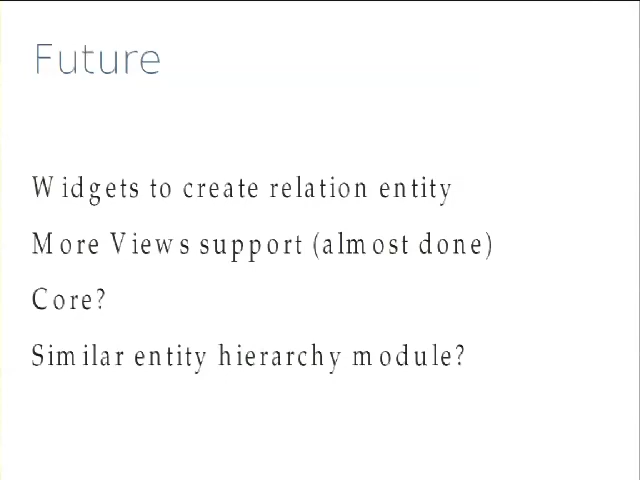 Future
Widgets to create relation entity
More Views support (almost done)
Core?
Similar entity hierarchy module?